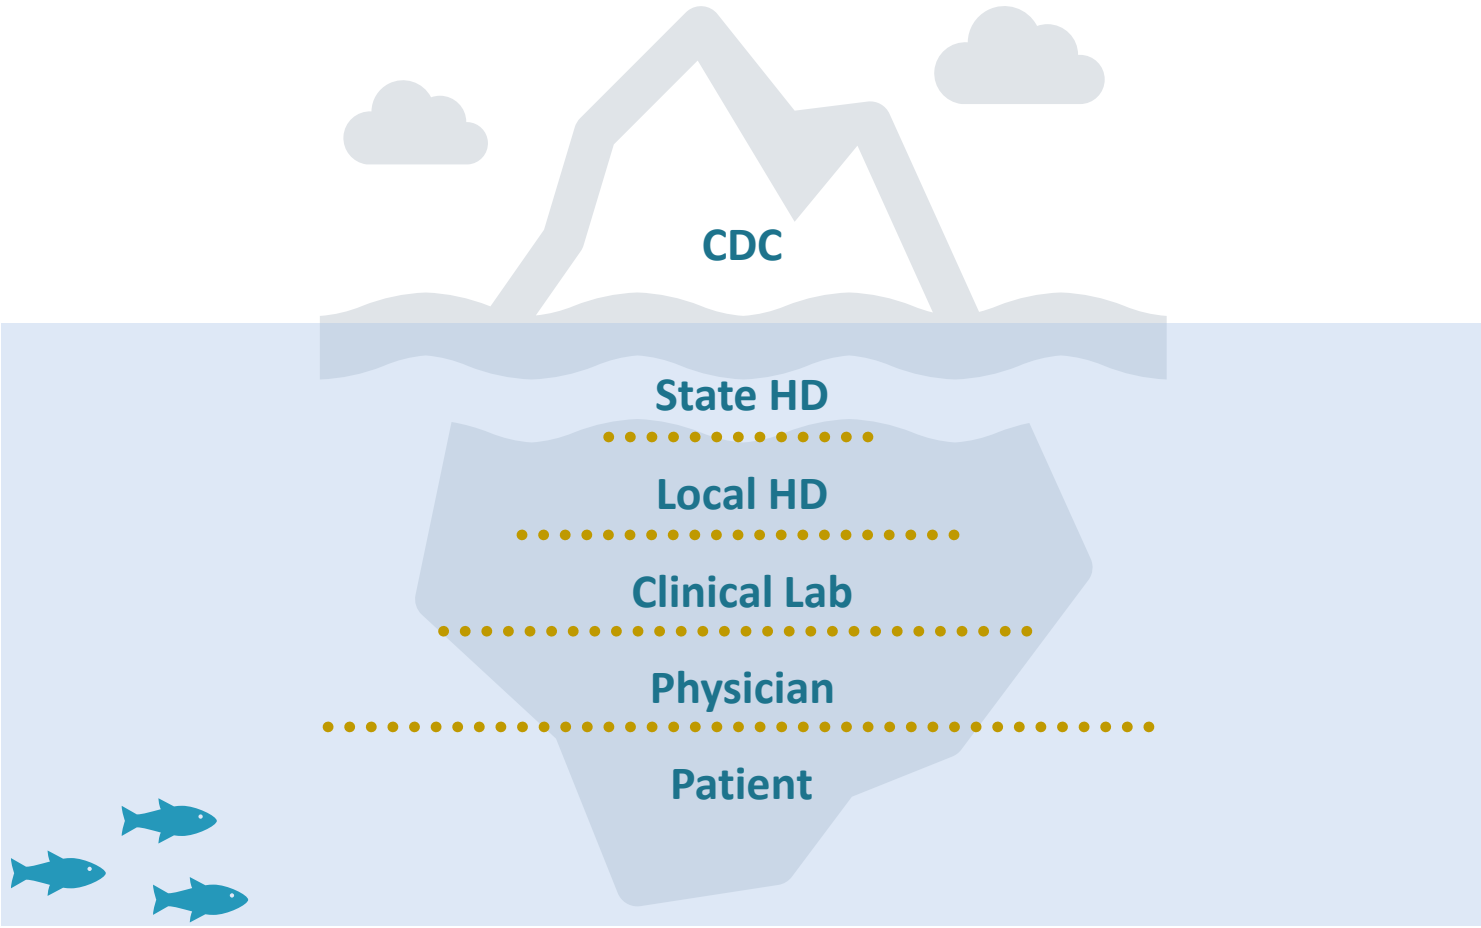 CDC
State HD
Local HD
Clinical Lab
Physician
Patient